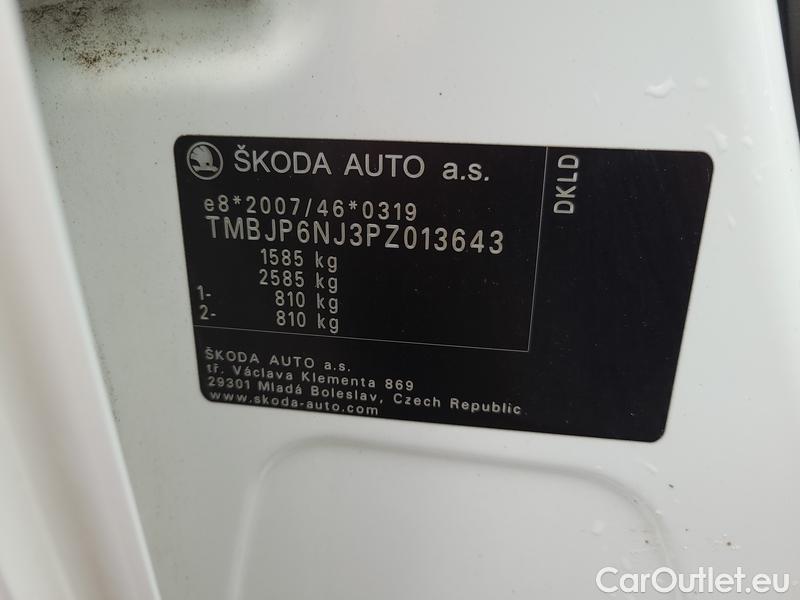 ŠKODA AUTO a.s.
DKLD
e8*2007/46*0319
TMBJP6NJ3PZ013643
1585 kg
2585 kg
1- 810 kg
2- 810 kg
ŠKODA AUTO a.s.
tř. Václava Klementa 869
29301 Mladá Boleslav, Czech Republic
www.skoda-auto.com
CarOutlet.eu